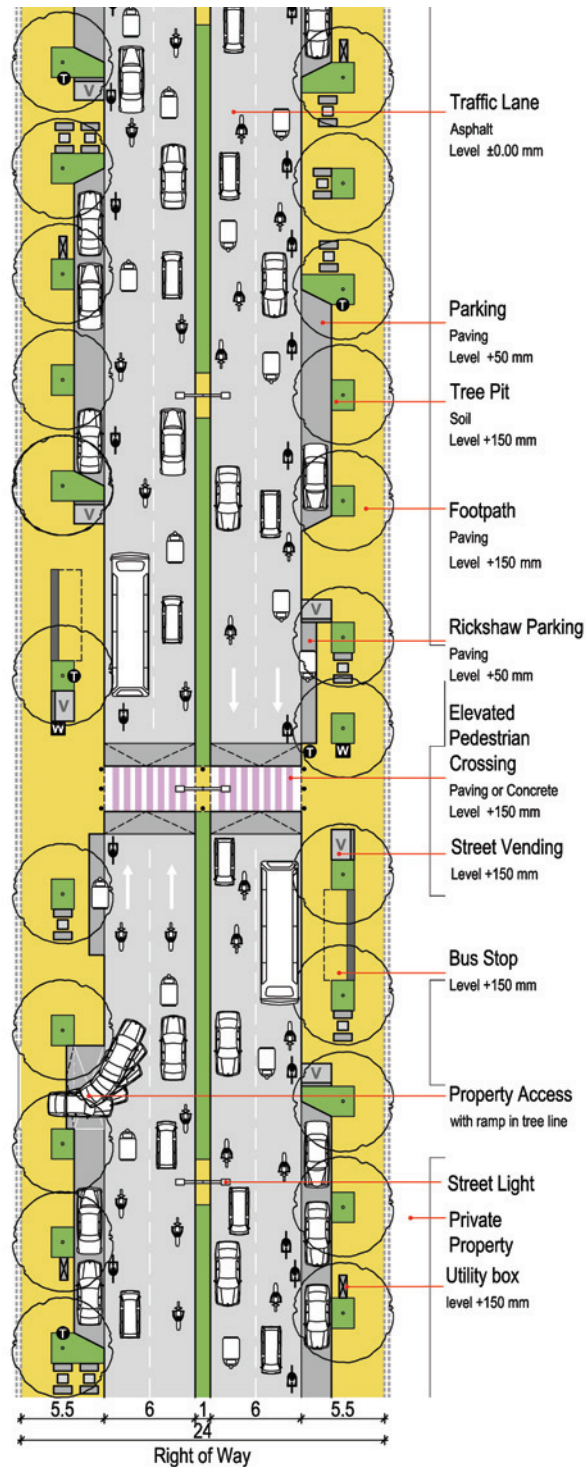 T
V
Traffic Lane
Asphalt
Level ±0.00 mm
T
Parking
Paving
Level +50 mm
Tree Pit
Soil
Level +150 mm
V
Footpath
Paving
Level +150 mm
V
Rickshaw Parking
Paving
Level +50 mm
T
V
W
T
W
Elevated
Pedestrian
Crossing
Paving or Concrete
Level +150 mm
V
Street Vending
Level +150 mm
Bus Stop
Level +150 mm
V
Property Access
with ramp in tree line
Street Light
Private
Property
Utility box
level +150 mm
T
5.5 6 1 6 5.5
24
Right of Way